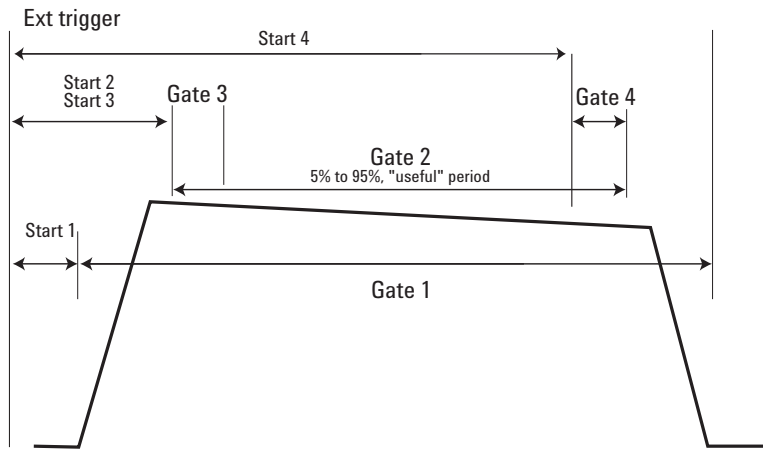 Ext trigger
Start 4
Start 2
Start 3
Gate 3
Gate 4
Gate 2
5% to 95%, "useful" period
Start 1
Gate 1